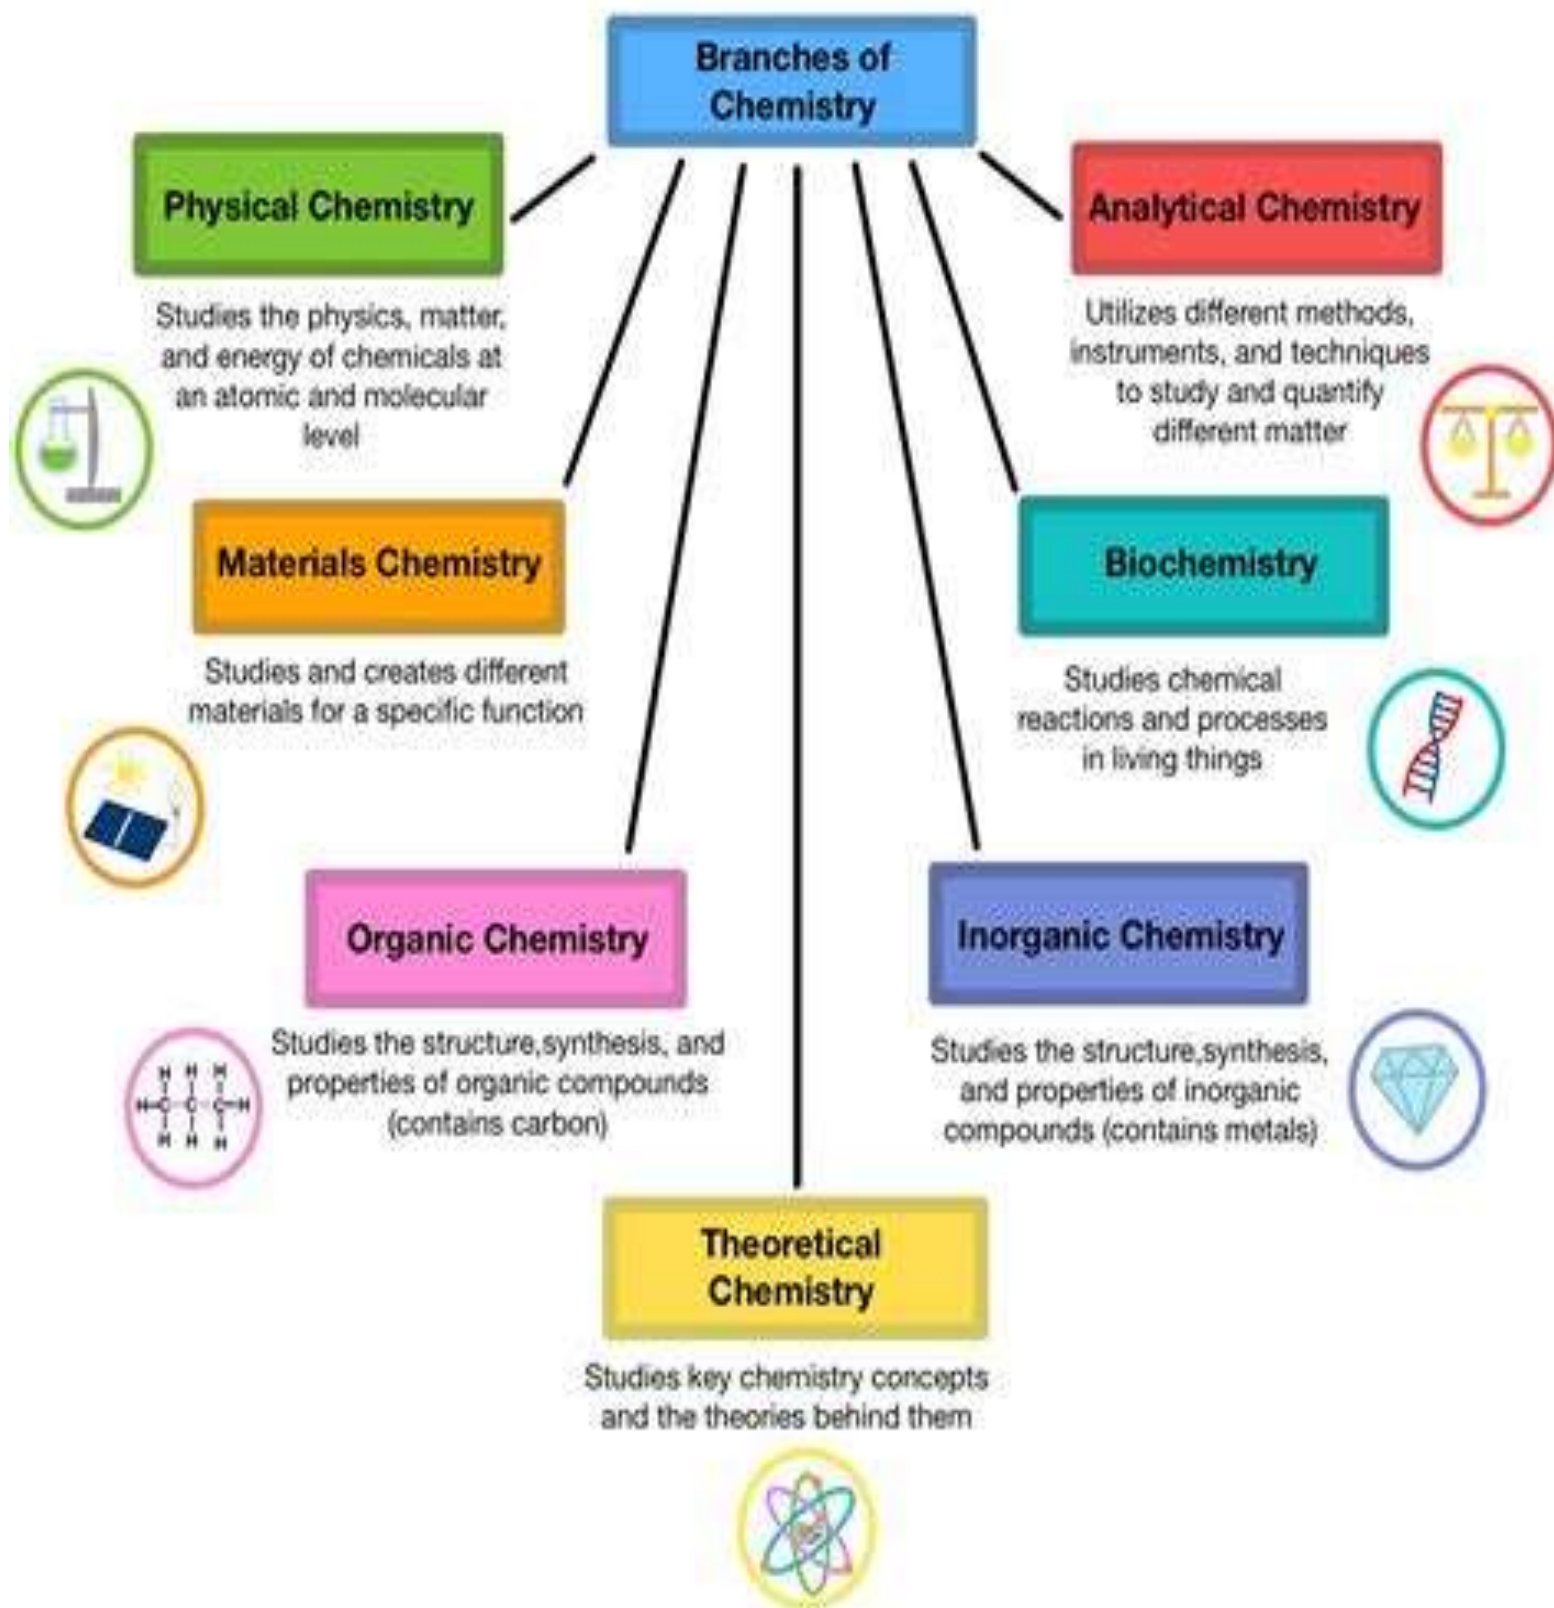 Branches of
Chemistry
Physical Chemistry
Studies the physics, matter,
and energy of chemicals at
an atomic and molecular
level
Analytical Chemistry
Utilizes different methods,
instruments, and techniques
to study and quantify
different matter
Materials Chemistry
Studies and creates different
materials for a specific function
Biochemistry
Studies chemical
reactions and processes
in living things
Organic Chemistry
Studies the structure,synthesis, and
properties of organic compounds
(contains carbon)
H H H
H-C-C-C-H
H H H
Inorganic Chemistry
Studies the structure,synthesis,
and properties of inorganic
compounds (contains metals)
Theoretical
Chemistry
Studies key chemistry concepts
and the theories behind them